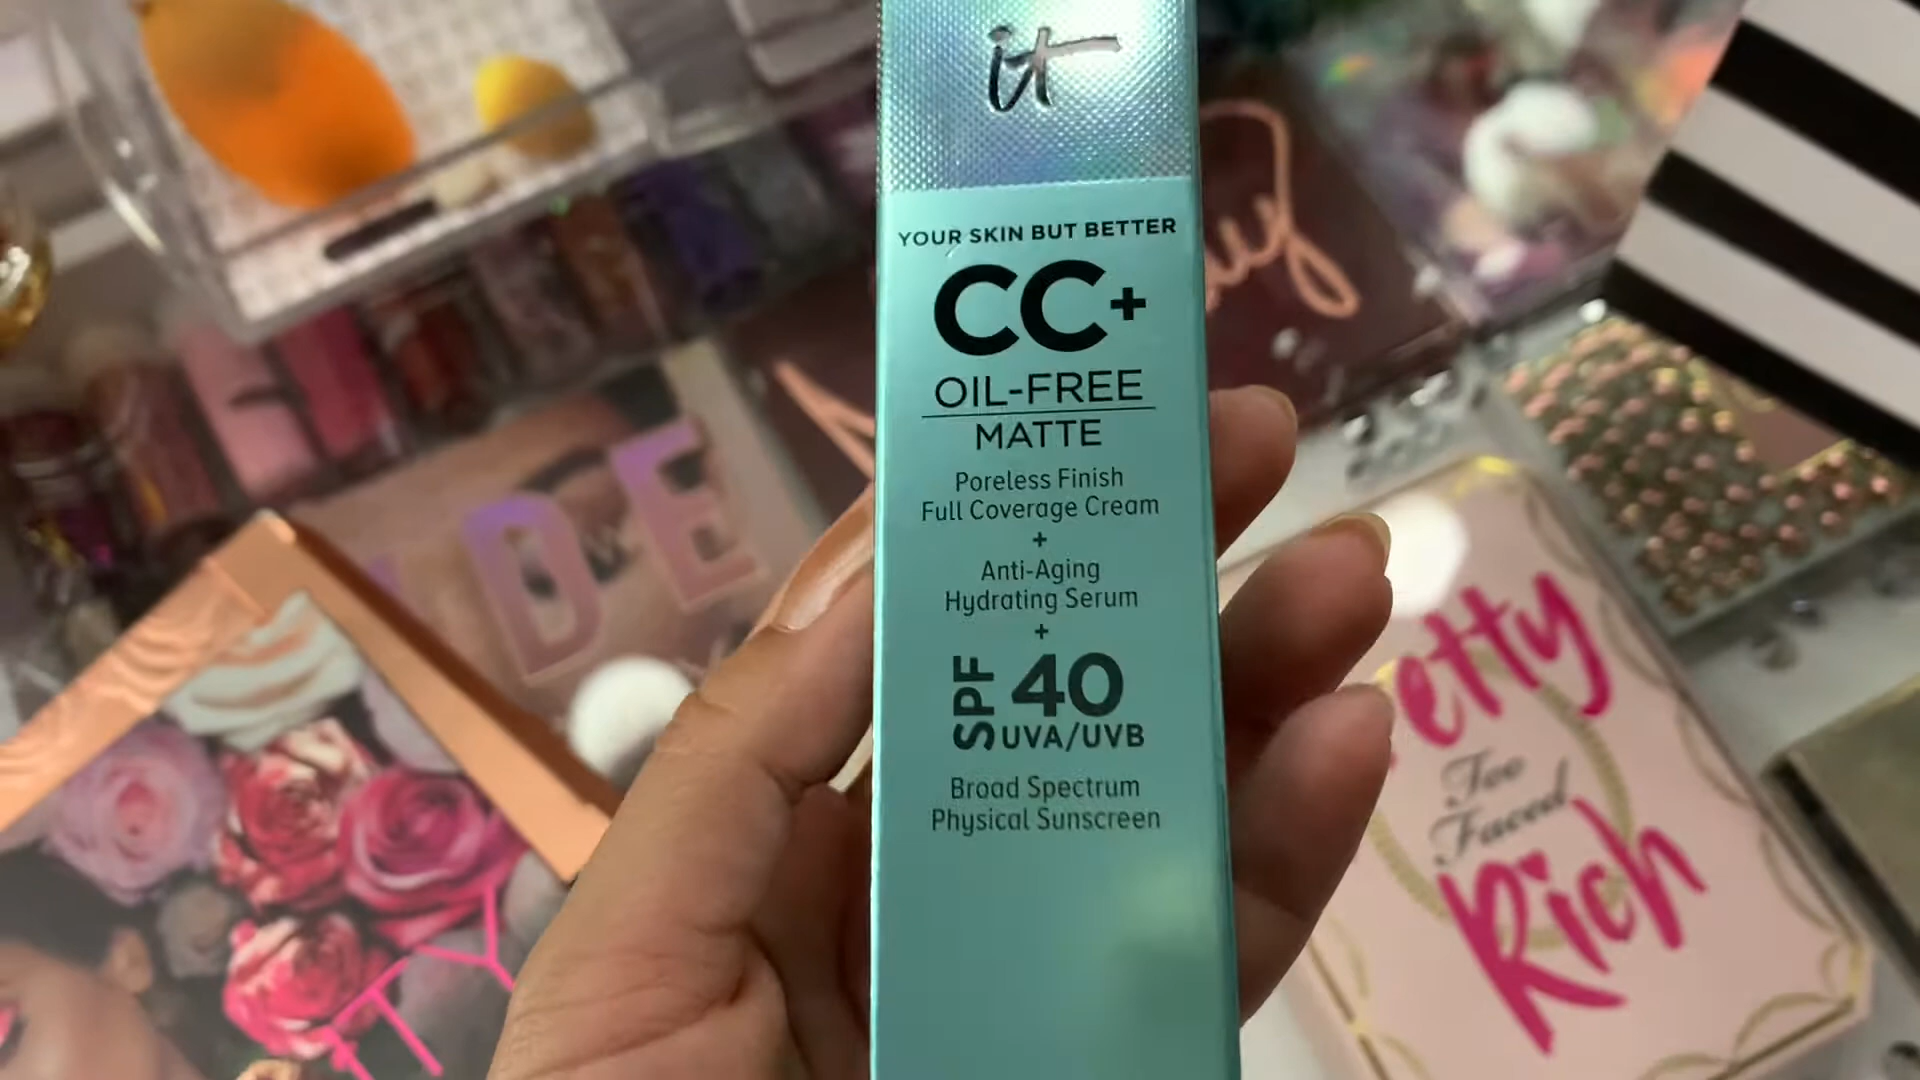 it
YOUR SKIN BUT BETTER
CC+
OIL-FREE
MATTE
Poreless Finish
Full Coverage Cream
+
Anti-Aging
Hydrating Serum
+
SPF 40
UVA/UVB
Broad Spectrum
Physical Sunscreen
etty
Too
Faced
Rich